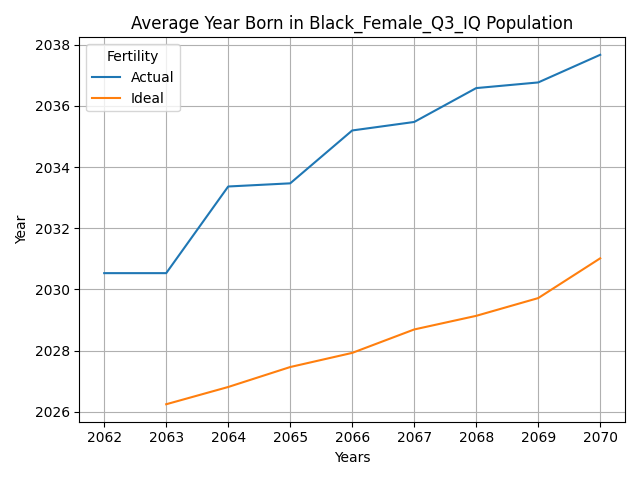 Average Year Born in Black_Female_Q3_IQ Population
Fertility
Actual
Ideal
Year
2038
2036
2034
2032
2030
2028
2026
2062 2063 2064 2065 2066 2067 2068 2069 2070
Years